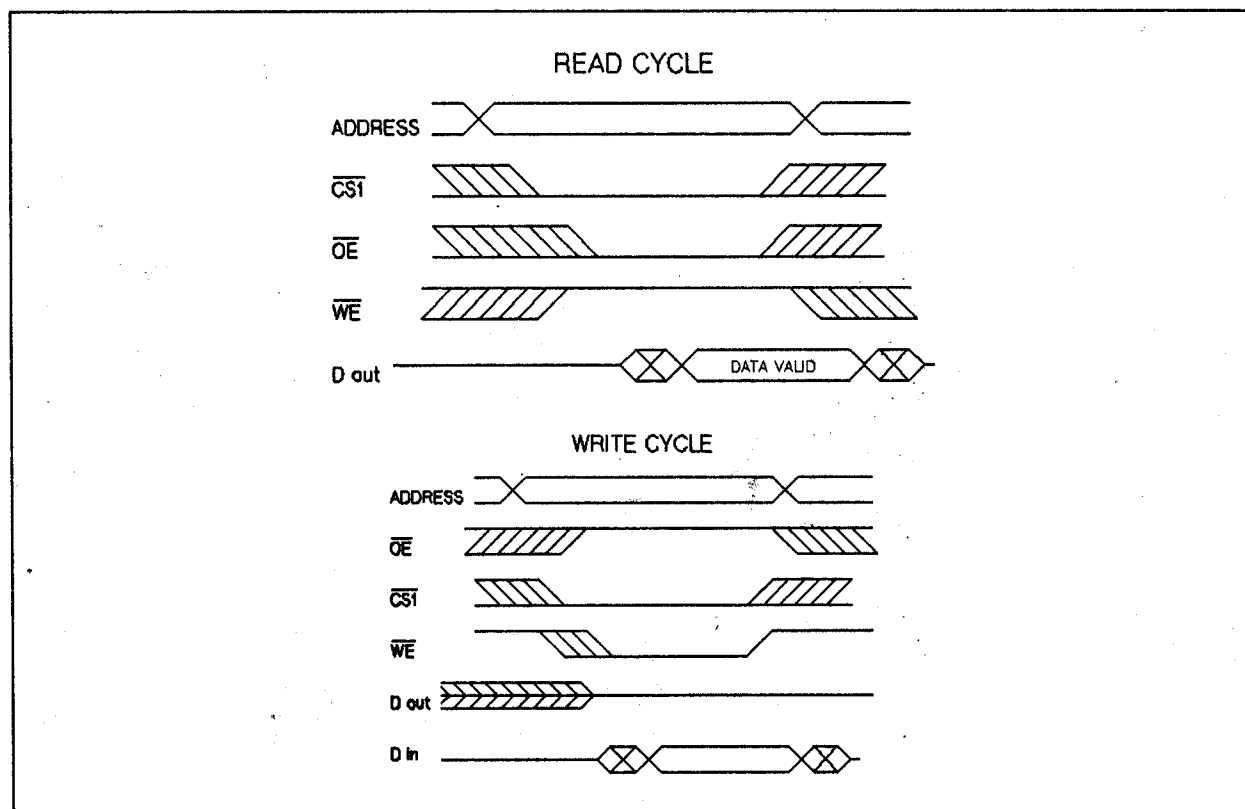 READ CYCLE
ADDRESS
CS1
OE
WE
D out
DATA VALID
WRITE CYCLE
ADDRESS
OE
CS1
WE
D out
D in